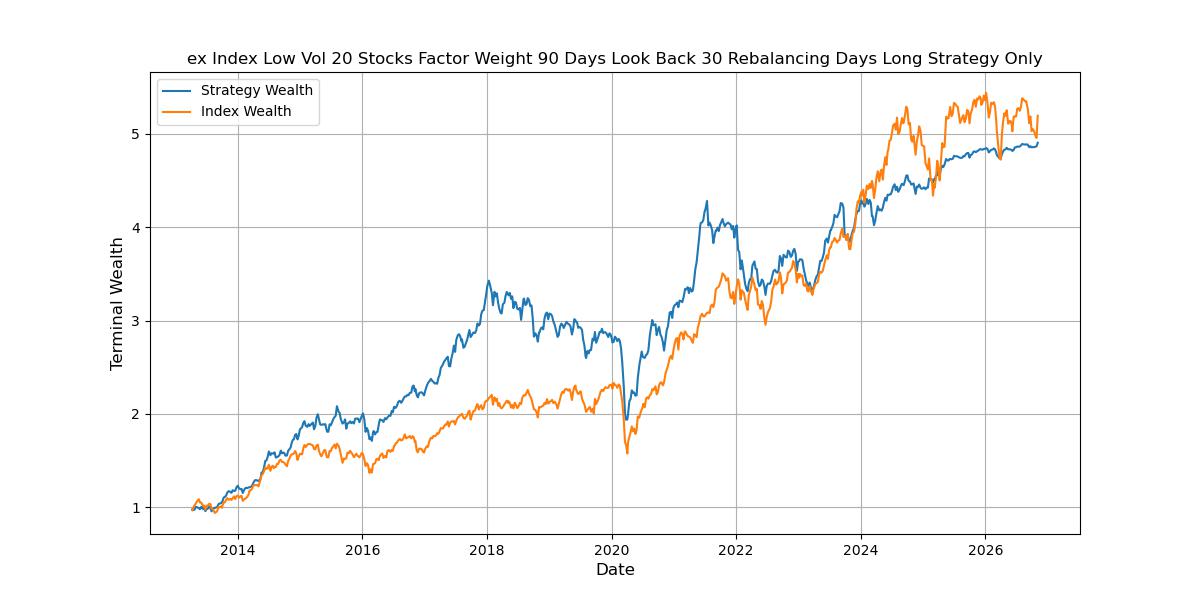 ex Index Low Vol 20 Stocks Factor Weight 90 Days Look Back 30 Rebalancing Days Long Strategy Only
Strategy Wealth
Index Wealth
Terminal Wealth
5
4
3
2
1
2014 2016 2018 2020 2022 2024 2026
Date